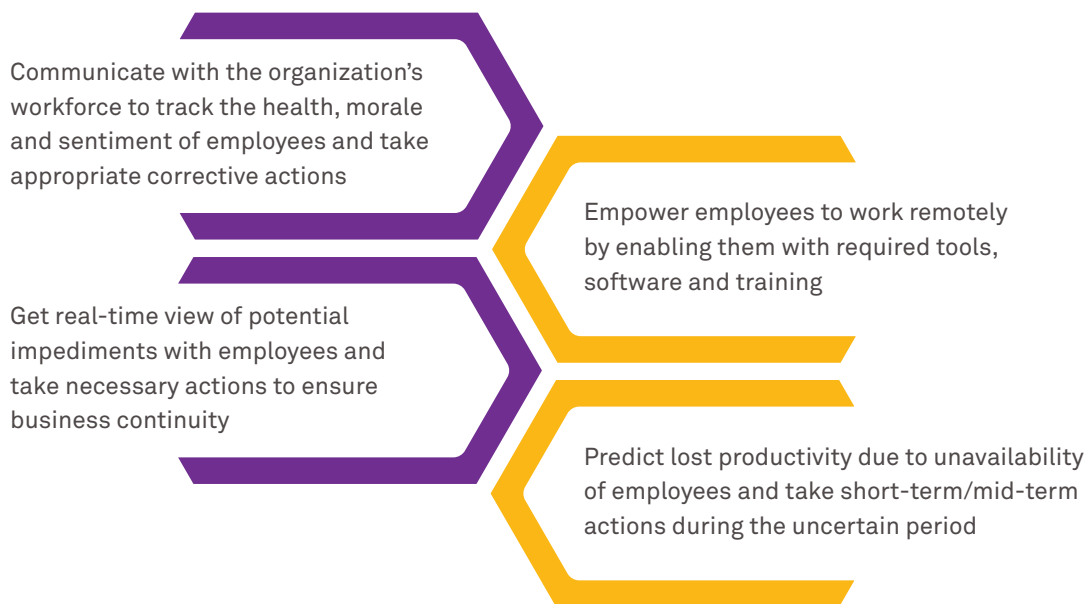 Communicate with the organization’s
workforce to track the health, morale
and sentiment of employees and take
appropriate corrective actions
Empower employees to work remotely
by enabling them with required tools,
software and training
Get real-time view of potential
impediments with employees and
take necessary actions to ensure
business continuity
Predict lost productivity due to unavailability
of employees and take short-term/mid-term
actions during the uncertain period